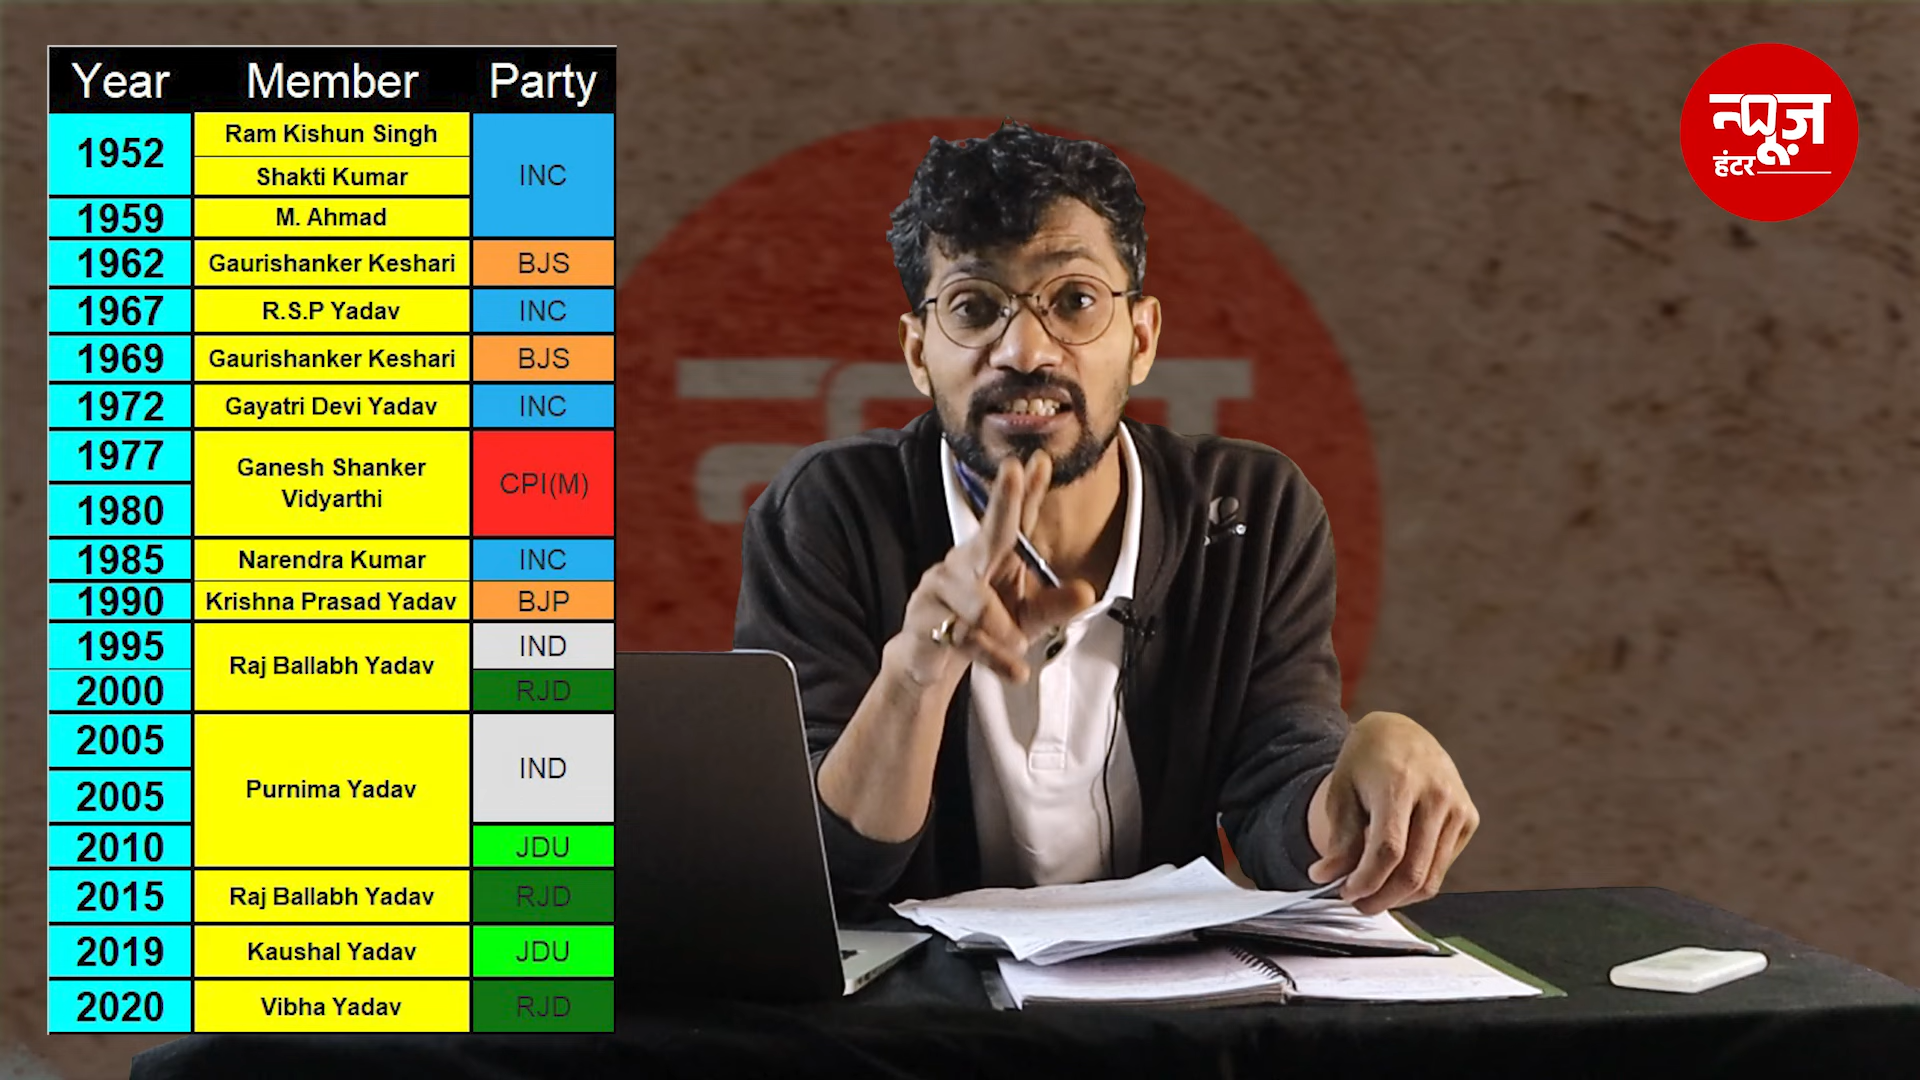 Year Member Party
1952 Ram Kishun Singh INC
Shakti Kumar
1959 M. Ahmad
1962 Gaurishanker Keshari BJS
1967 R.S.P Yadav INC
1969 Gaurishanker Keshari BJS
1972 Gayatri Devi Yadav INC
1977 Ganesh Shanker CPI(M)
Vidyarthi
1980
1985 Narendra Kumar INC
1990 Krishna Prasad Yadav BJP
1995 Raj Ballabh Yadav IND
2000 RJD
2005 Purnima Yadav IND
2005
2010 JDU
2015 Raj Ballabh Yadav RJD
2019 Kaushal Yadav JDU
2020 Vibha Yadav RJD
न्यूज़
हंटर